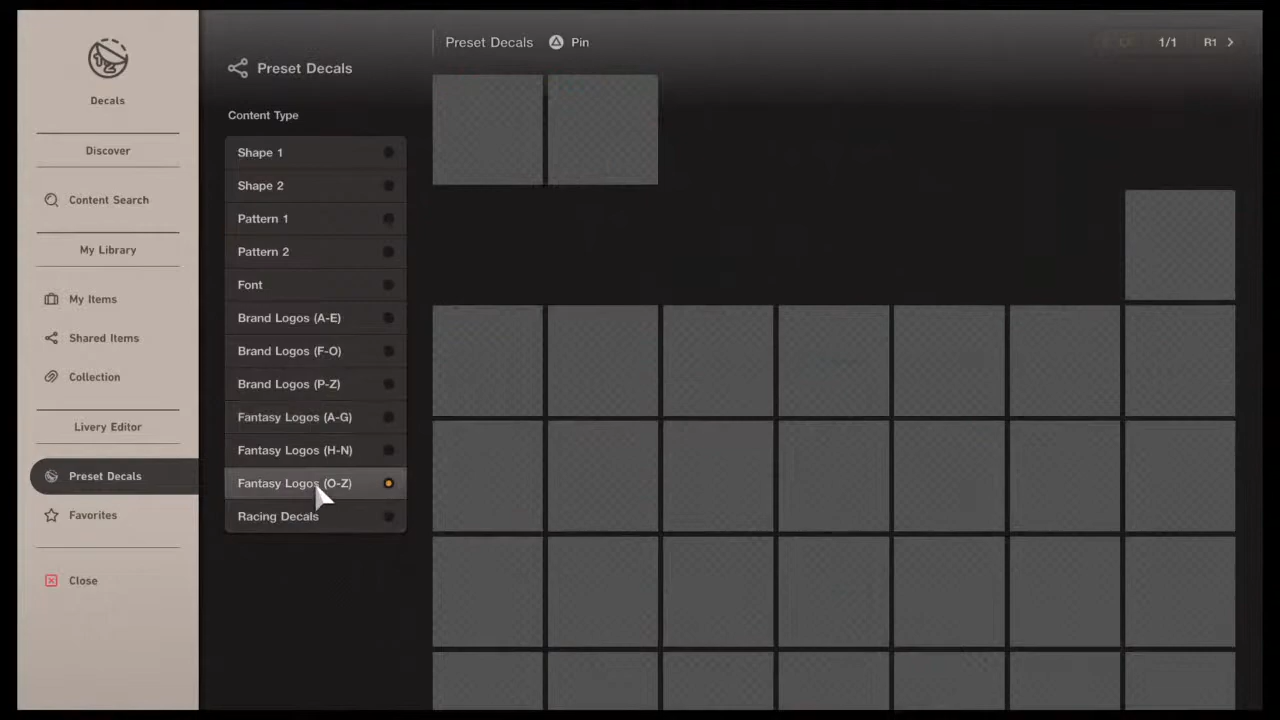 Decals
Discover
Content Search
My Library
My Items
Shared Items
Collection
Livery Editor
Preset Decals
Favorites
Close
Preset Decals
Content Type
Shape 1
Shape 2
Pattern 1
Pattern 2
Font
Brand Logos (A-E)
Brand Logos (F-O)
Brand Logos (P-Z)
Fantasy Logos (A-G)
Fantasy Logos (H-N)
Fantasy Logos (O-Z)
Racing Decals
Preset Decals Pin
1/1 R1